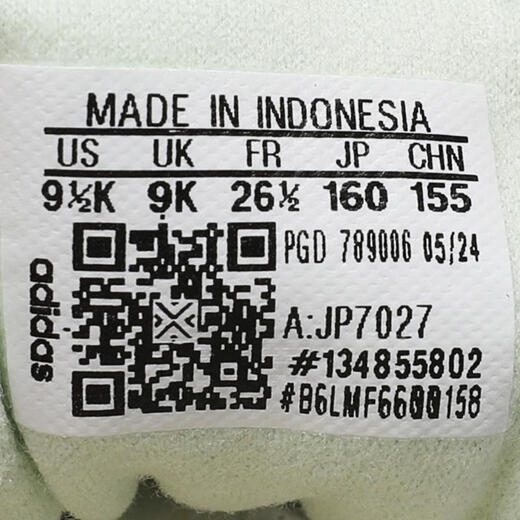 MADE IN INDONESIA
US UK FR JP CHN
9½K 9K 26½ 160 155
PGD 789006 05/24
adidas
A:JP7027
#134855802
#B6LMF6600158